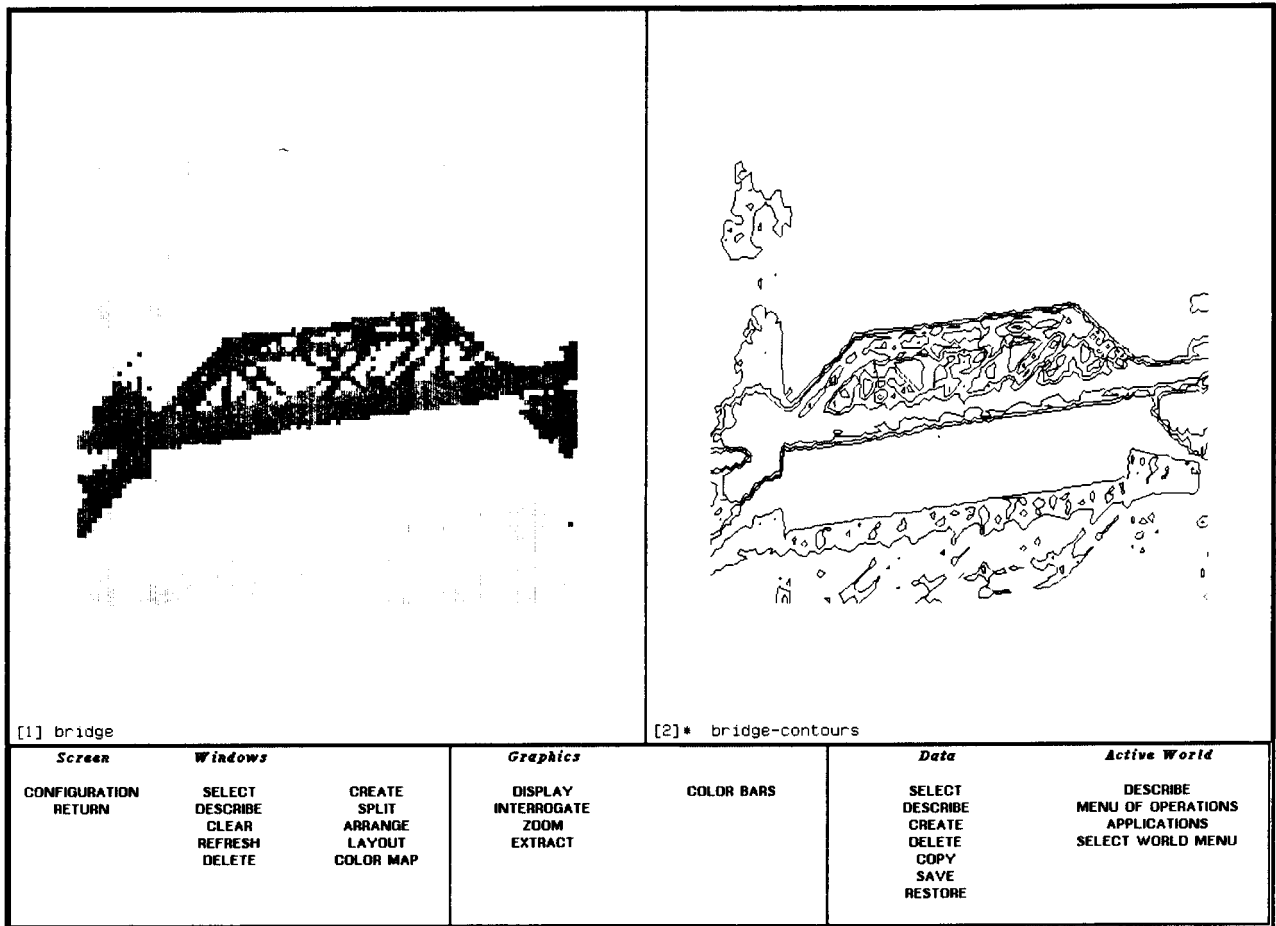 [1] bridge
[2]* bridge-contours
Screen
CONFIGURATION
RETURN
Windows
SELECT
DESCRIBE
CLEAR
REFRESH
DELETE
CREATE
SPLIT
ARRANGE
LAYOUT
COLOR MAP
Graphics
DISPLAY
INTERROGATE
ZOOM
EXTRACT
COLOR BARS
Data
SELECT
DESCRIBE
CREATE
DELETE
COPY
SAVE
RESTORE
Active World
DESCRIBE
MENU OF OPERATIONS
APPLICATIONS
SELECT WORLD MENU